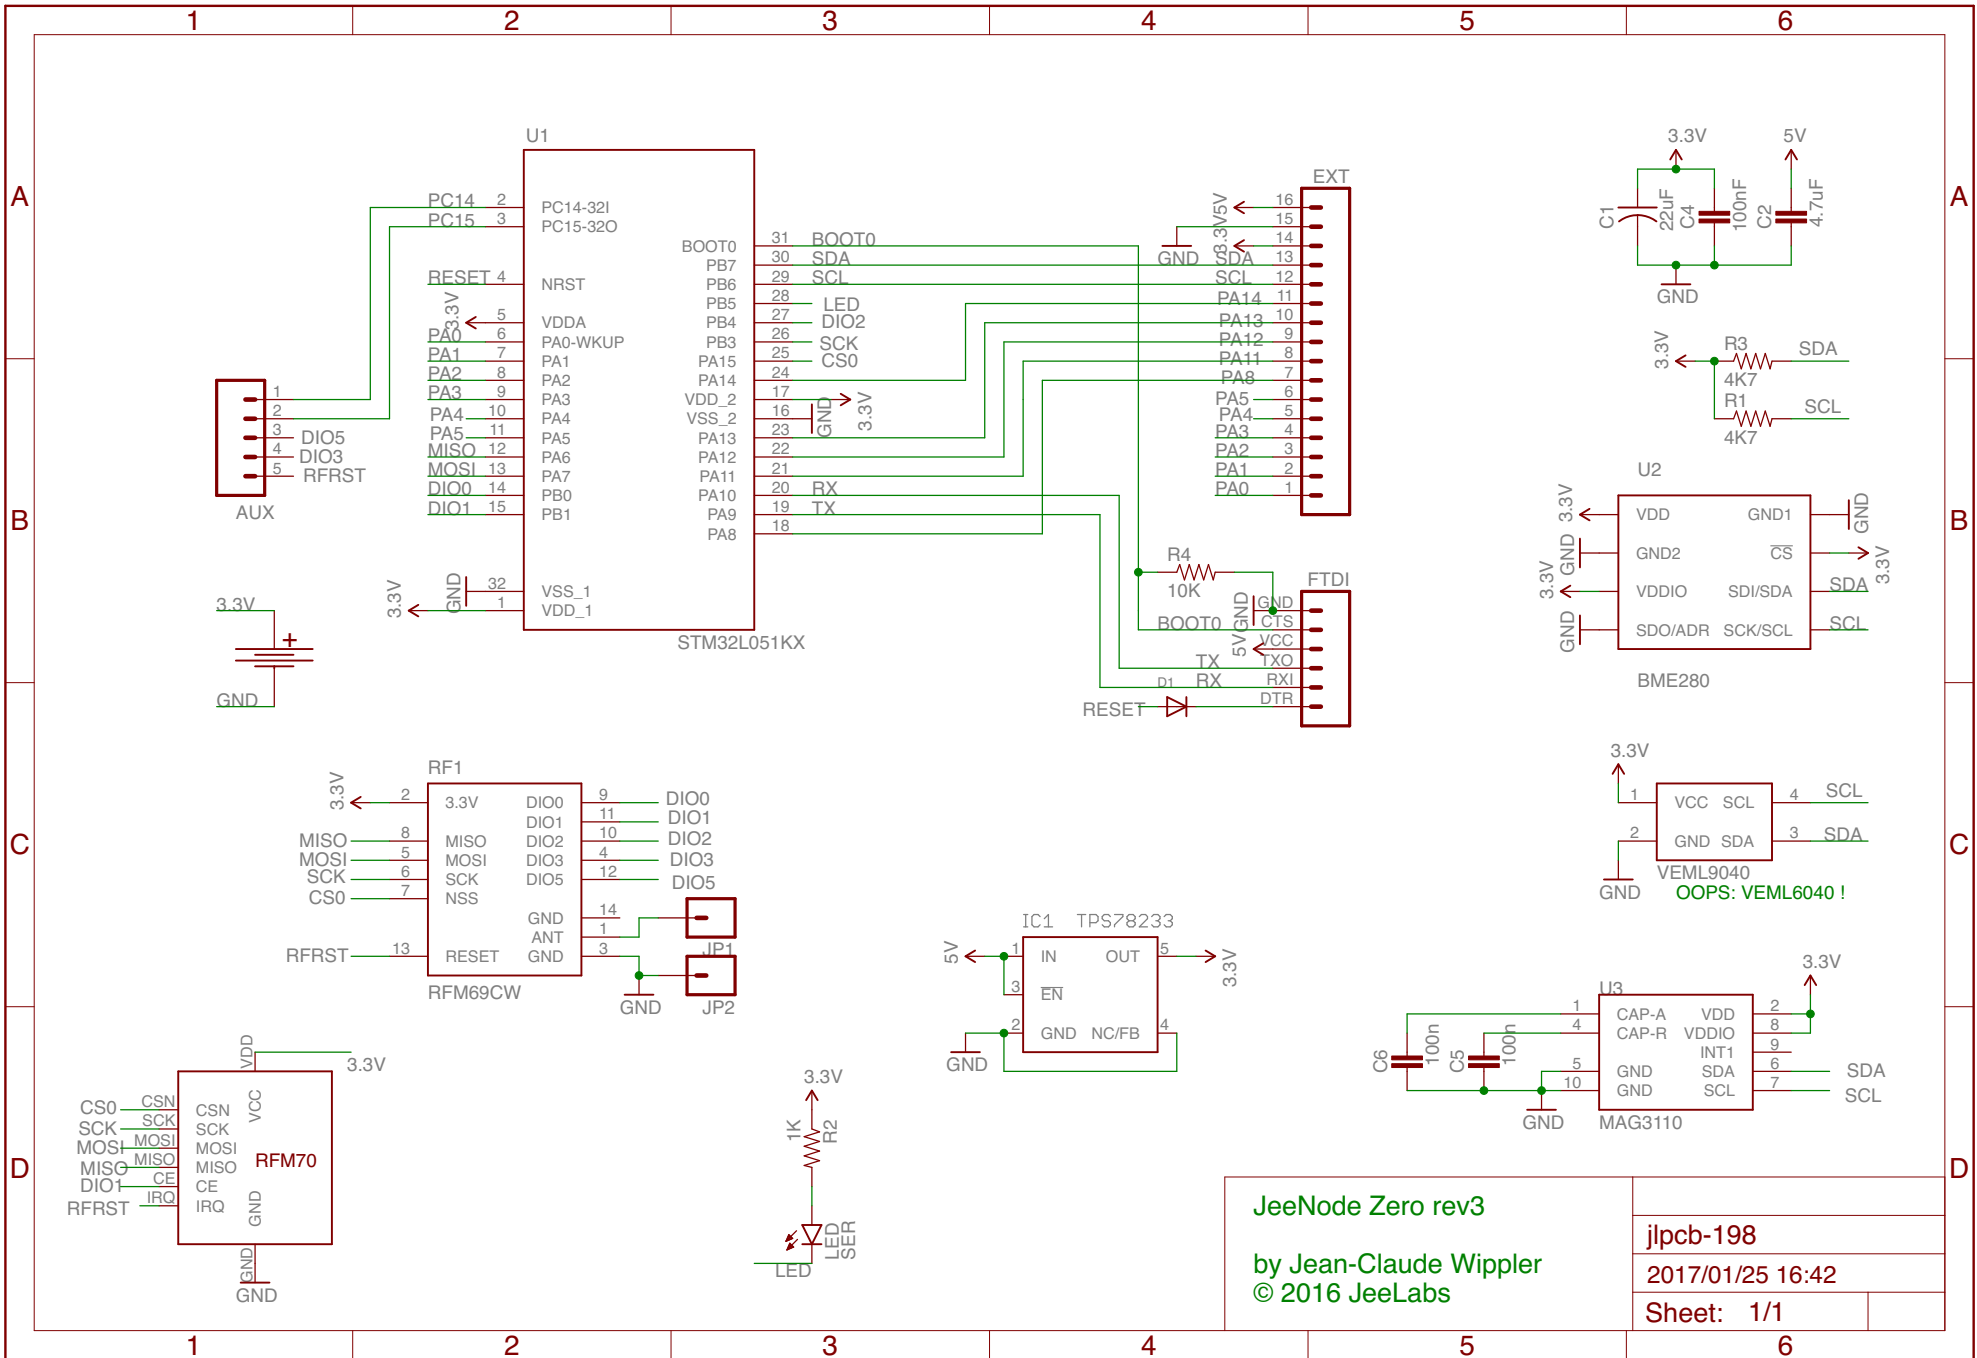 1 2 3 4 5 6
A A
B B
C C
D D
1 2 3 4 5 6
U1
PC14 2 PC14-32I
PC15 3 PC15-32O
RESET 4 NRST
3.3V 5 VDDA
PA0 6 PA0-WKUP
PA1 7 PA1
PA2 8 PA2
PA3 9 PA3
PA4 10 PA4
PA5 11 PA5
MISO 12 PA6
MOSI 13 PA7
DIO0 14 PB0
DIO1 15 PB1
GND 32 VSS_1
3.3V 1 VDD_1
BOOT0 31 BOOT0
PB7 30 SDA
PB6 29 SCL
PB5 28 LED
PB4 27 DIO2
PB3 26 SCK
PA15 25 CS0
PA14 24
VDD_2 17 3.3V
VSS_2 16 GND
PA13 23
PA12 22
PA11 21
PA10 20 RX
PA9 19 TX
PA8 18
STM32L051KX
1
2
3 DIO5
4 DIO3
5 RFRST
AUX
3.3V
+
GND
EXT
5V 16
GND 15
3.3V 14
SDA 13
SCL 12
PA14 11
PA13 10
PA12 9
PA11 8
PA8 7
PA5 6
PA4 5
PA3 4
PA2 3
PA1 2
PA0 1
R4
10K
FTDI
GND GND
BOOT0 CTS
5V VCC
TX TXO
RX RXI
RESET D1 DTR
3.3V 5V
C1 22uF C4 100nF C2 4.7uF
GND
3.3V R3 SDA
4K7
R1 SCL
4K7
U2
3.3V VDD GND1 GND
GND GND2 CS 3.3V
3.3V VDDIO SDI/SDA SDA
GND SDO/ADR SCK/SCL SCL
BME280
3.3V
1 VCC SCL 4 SCL
2 GND SDA 3 SDA
GND
VEML9040
OOPS: VEML6040 !
RF1
3.3V 2 3.3V DIO0 9 DIO0
DIO1 11 DIO1
MISO 8 MISO DIO2 10 DIO2
MOSI 5 MOSI DIO3 4 DIO3
SCK 6 SCK DIO5 12 DIO5
CS0 7 NSS
GND 14
ANT 1
RFRST 13 RESET GND 3
RFM69CW
GND
JP1
JP2
IC1 TPS78233
5V 1 IN OUT 5 3.3V
3 EN
GND 2 GND NC/FB 4
U3
3.3V
1 CAP-A VDD 2
4 CAP-R VDDIO 8
INT1 9
5 GND SDA 6 SDA
10 GND SCL 7 SCL
C6 100n C5 100n
GND
MAG3110
VDD 3.3V
VCC
CS0 CSN CSN
SCK SCK SCK
MOSI MOSI MOSI
MISO MISO MISO
DIO1 CE CE
RFRST IRQ IRQ
RFM70
GND
GND
GND
3.3V
1K R2
LED
SER
LED
JeeNode Zero rev3
by Jean-Claude Wippler
© 2016 JeeLabs
jlpcb-198
2017/01/25 16:42
Sheet: 1/1